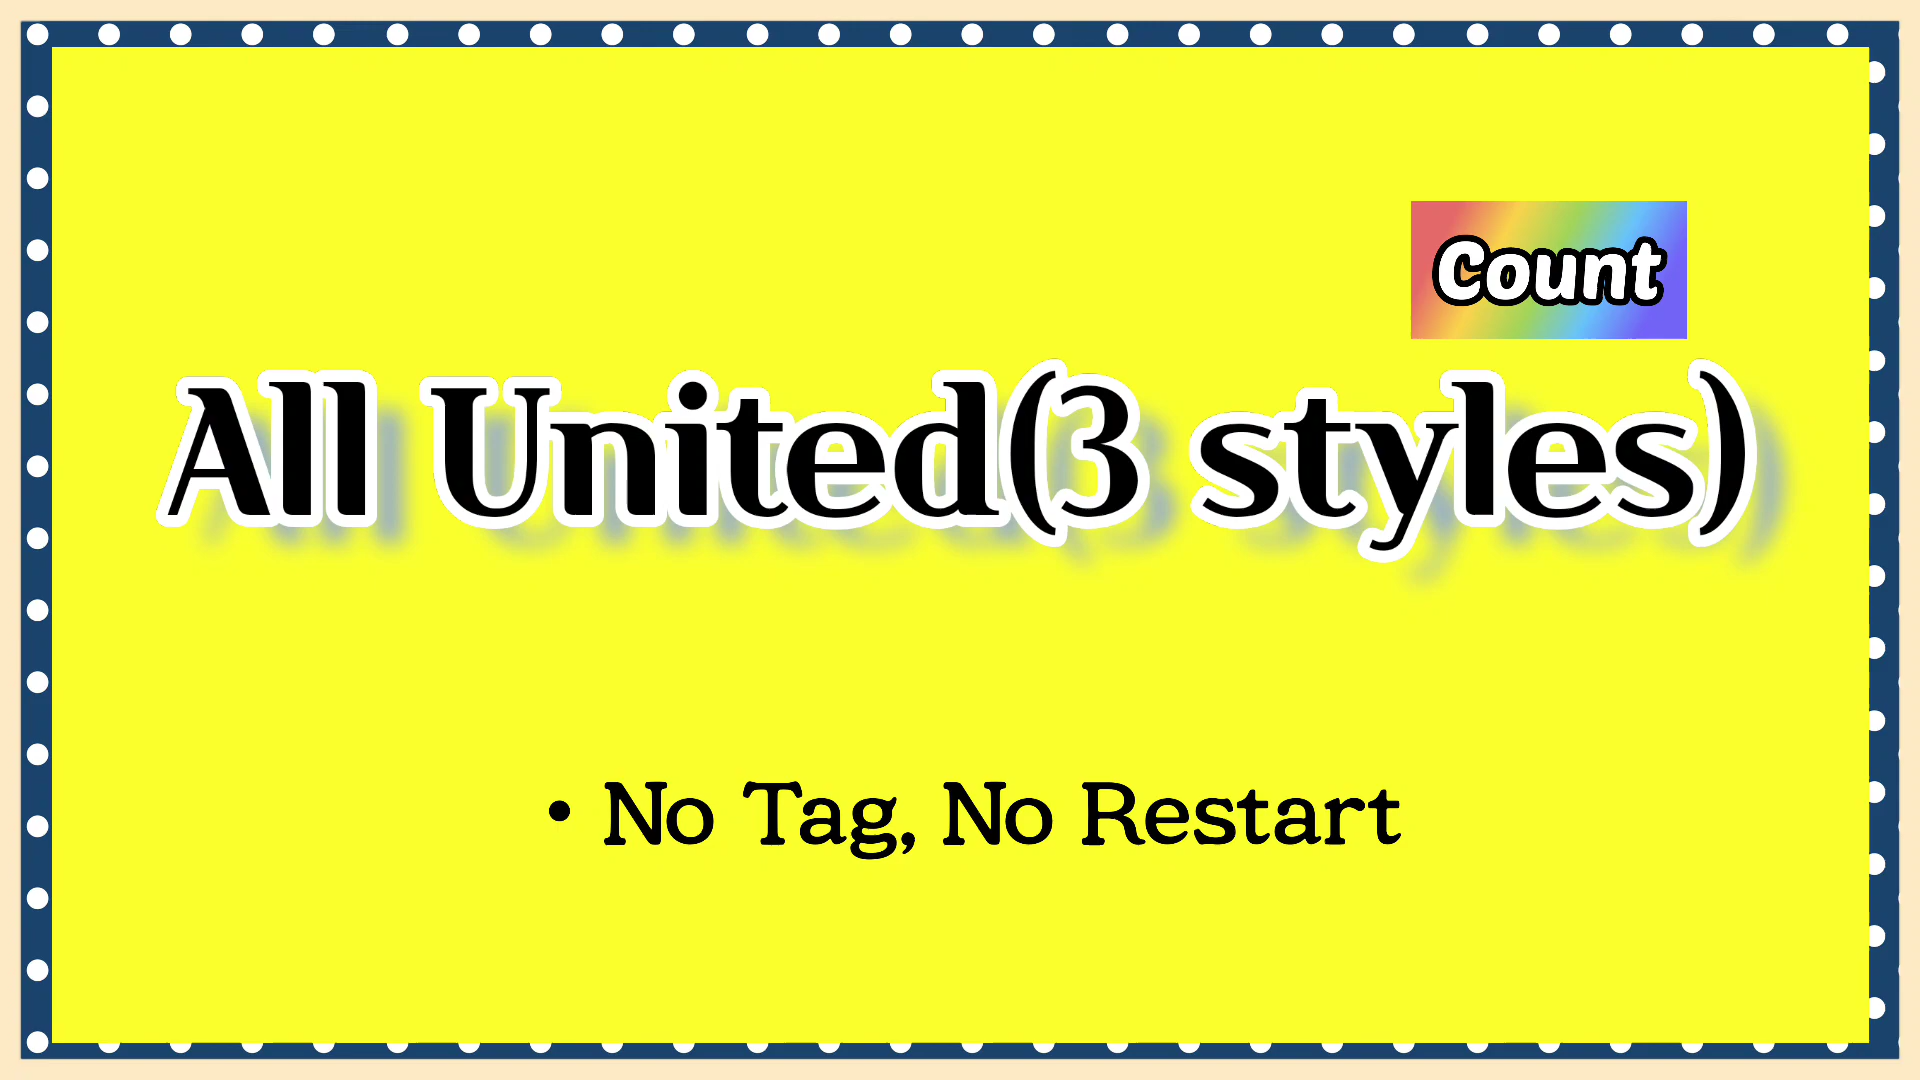 Count
All United(3 styles)
• No Tag, No Restart